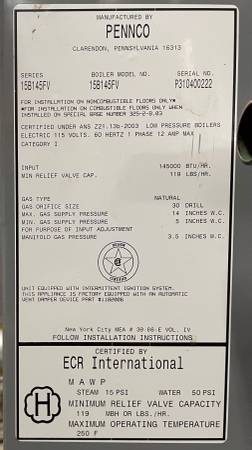 MANUFACTURED BY
PENNCO
CLARENDON, PENNSYLVANIA 16313
SERIES BOILER MODEL NO. SERIAL NO.
15B145FV 15B145FV P310400222
FOR INSTALLATION ON NONCOMBUSTIBLE FLOORS ONLY*
*FOR INSTALLATION ON COMBUSTIBLE FLOORS ONLY WHEN
INSTALLED ON SPECIAL BASE NUMBER 325-2-8.03
CERTIFIED UNDER ANS Z21.13b-2003 LOW PRESSURE BOILERS
ELECTRIC 115 VOLTS. 60 HERTZ 1 PHASE 12 AMP MAX
CATEGORY I
INPUT 145000 BTU/HR.
MIN RELIEF VALVE CAP. 119 LBS/HR.
GAS TYPE NATURAL
GAS ORIFICE SIZE 30 DRILL
MAX. GAS SUPPLY PRESSURE 14 INCHES W.C.
MIN. GAS SUPPLY PRESSURE 5 INCHES W.C.
FOR PURPOSE OF INPUT ADJUSTMENT
MANIFOLD GAS PRESSURE 3.5 INCHES W.C.
UNIT EQUIPPED WITH INTERMITTENT IGNITION SYSTEM.
THIS APPLIANCE IS FACTORY EQUIPPED WITH AN AUTOMATIC
VENT DAMPER DEVICE PART #
New York City MEA # 39-86-E VOL. IV
FOLLOW INSTALLATION INSTRUCTIONS
CERTIFIED BY
ECR International
H
M A W P
STEAM 15 PSI WATER 50 PSI
MINIMUM RELIEF VALVE CAPACITY
119 MBH OR LBS./HR.
MAXIMUM OPERATING TEMPERATURE
250 F